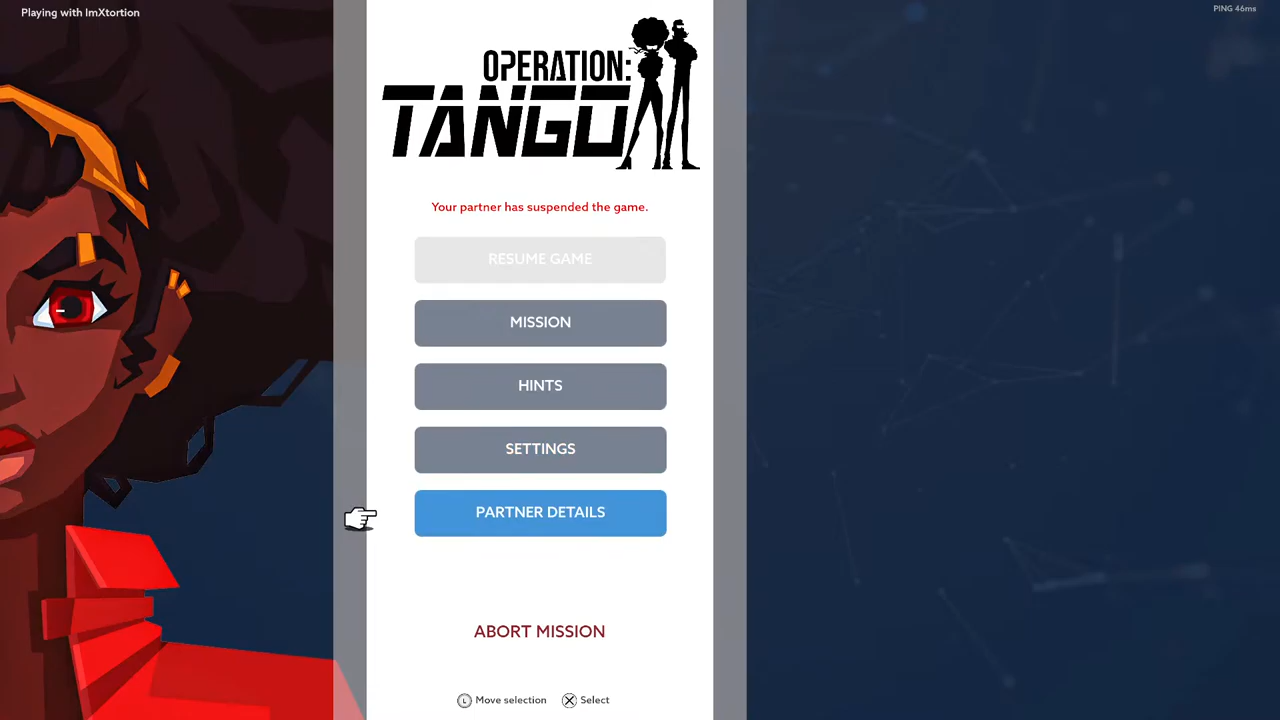 Playing with ImXtortion
PING 46ms
OPERATION:
TANGO
Your partner has suspended the game.
RESUME GAME
MISSION
HINTS
SETTINGS
PARTNER DETAILS
ABORT MISSION
L Move selection X Select